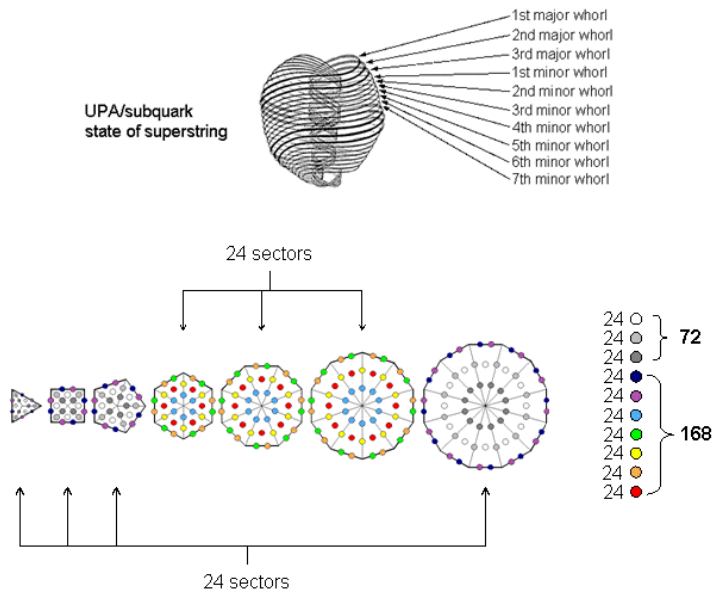 1st major whorl
2nd major whorl
3rd major whorl
1st minor whorl
2nd minor whorl
3rd minor whorl
4th minor whorl
5th minor whorl
6th minor whorl
7th minor whorl
UPA/subquark
state of superstring
24 sectors
24
24
24
72
24
24
24
24
24
24
24
168
24 sectors